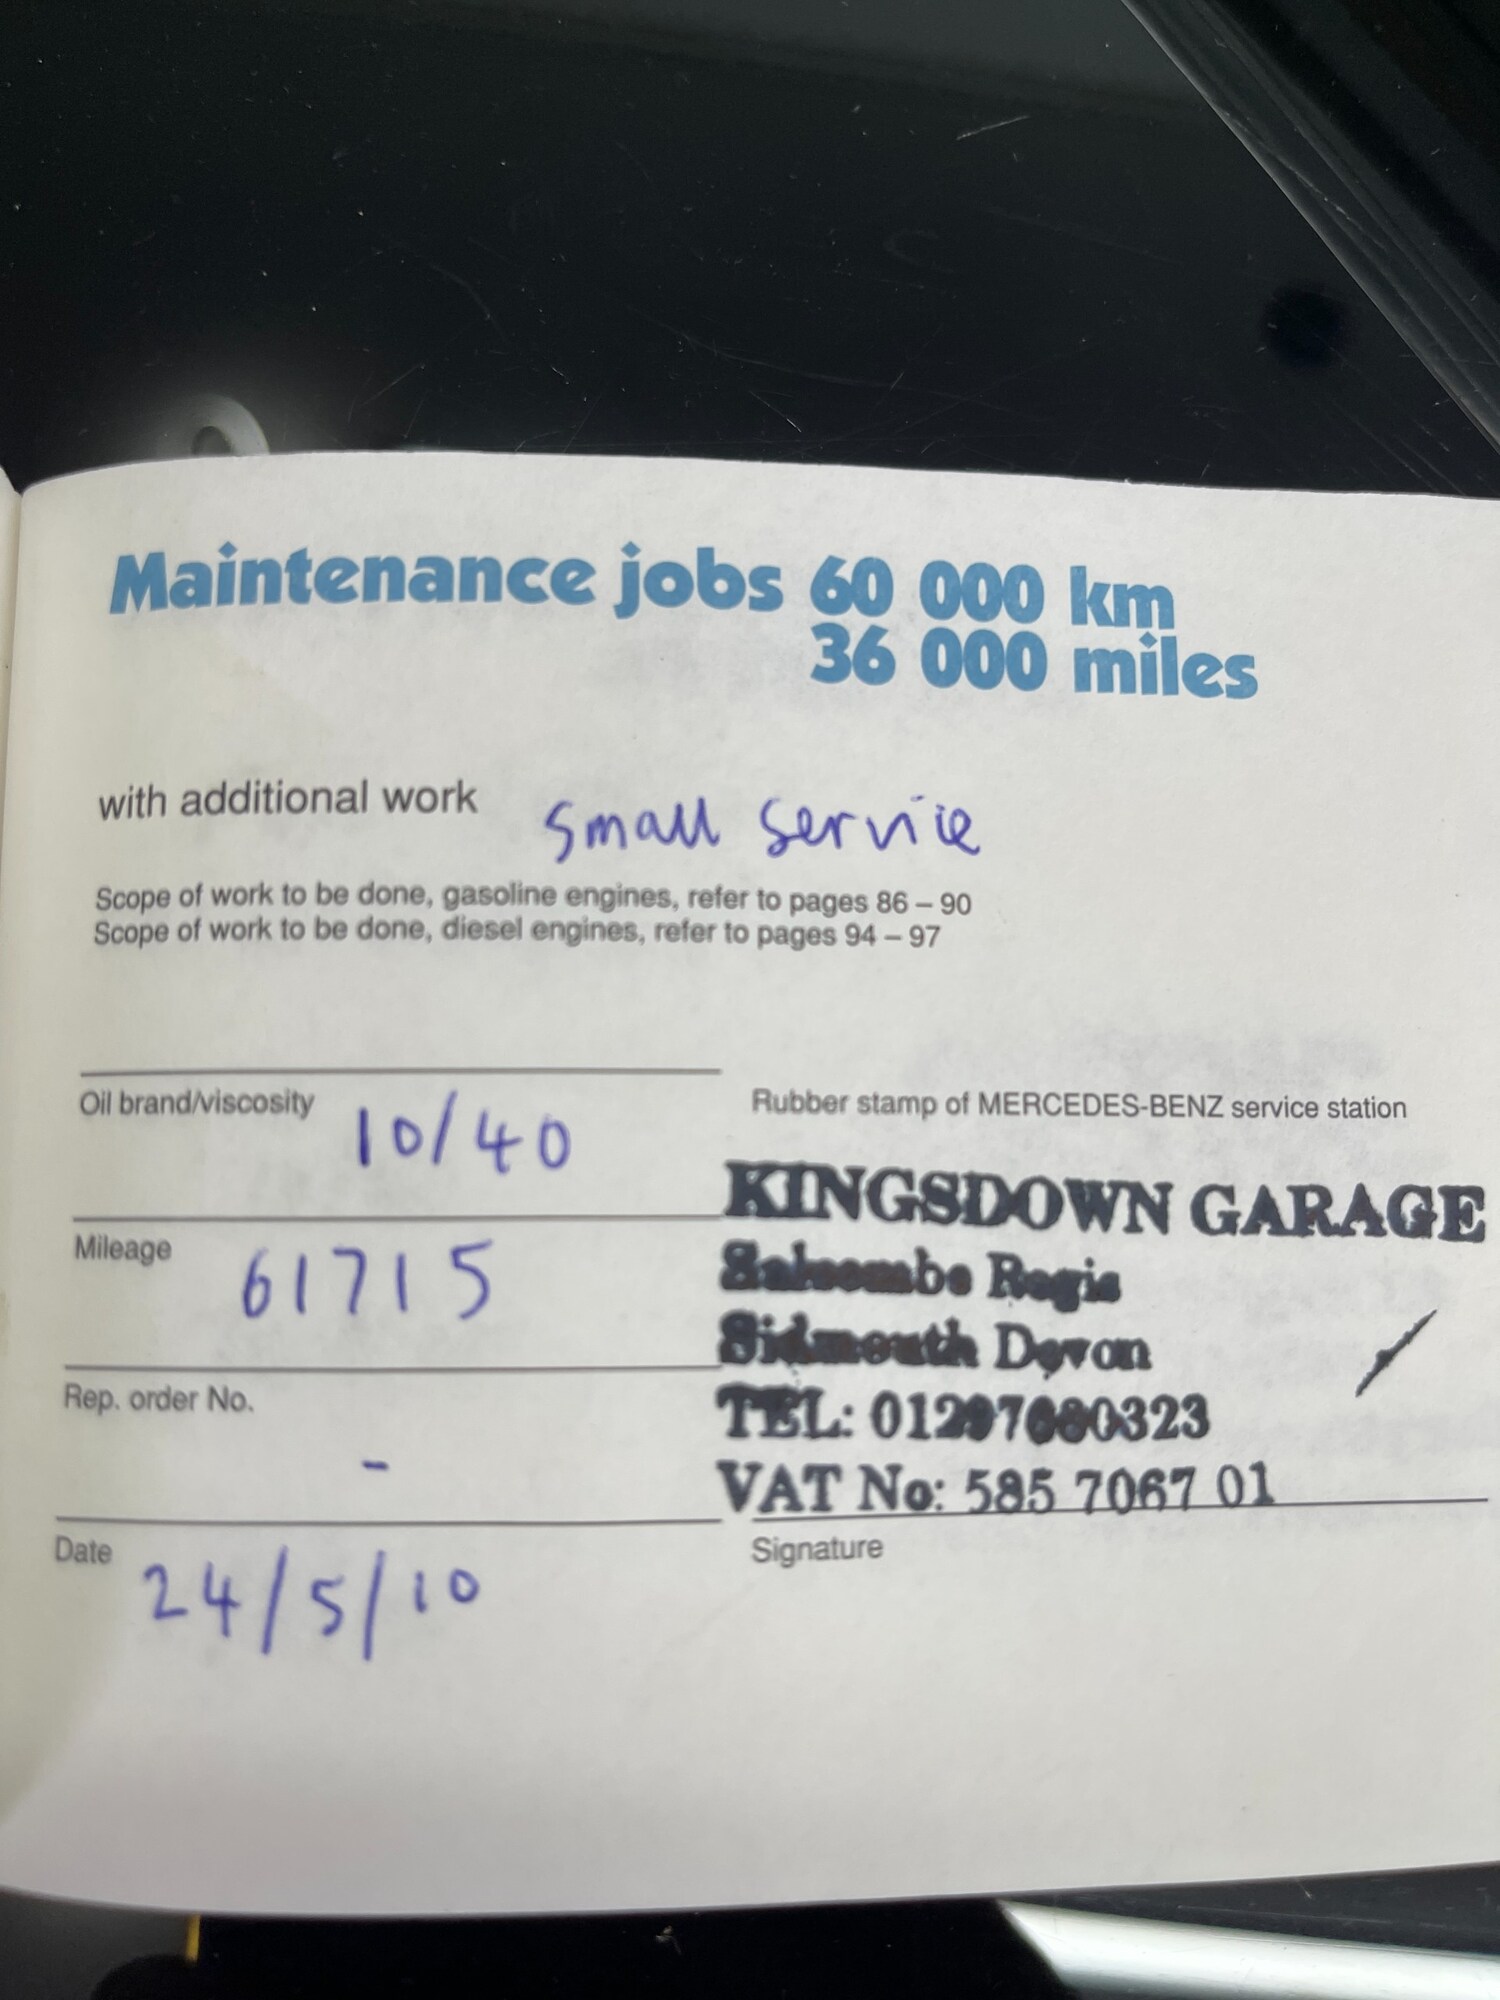 Maintenance jobs 60 000 km
36 000 miles
with additional work small service
Scope of work to be done, gasoline engines, refer to pages 86 – 90
Scope of work to be done, diesel engines, refer to pages 94 – 97
Oil brand/viscosity 10/40
Rubber stamp of MERCEDES-BENZ service station
KINGSDOWN GARAGE
Salcombe Regis
Sidmouth Devon
TEL: 01297680323
VAT No: 585 7067 01
Mileage 61715
Rep. order No. -
Signature
Date 24/5/10